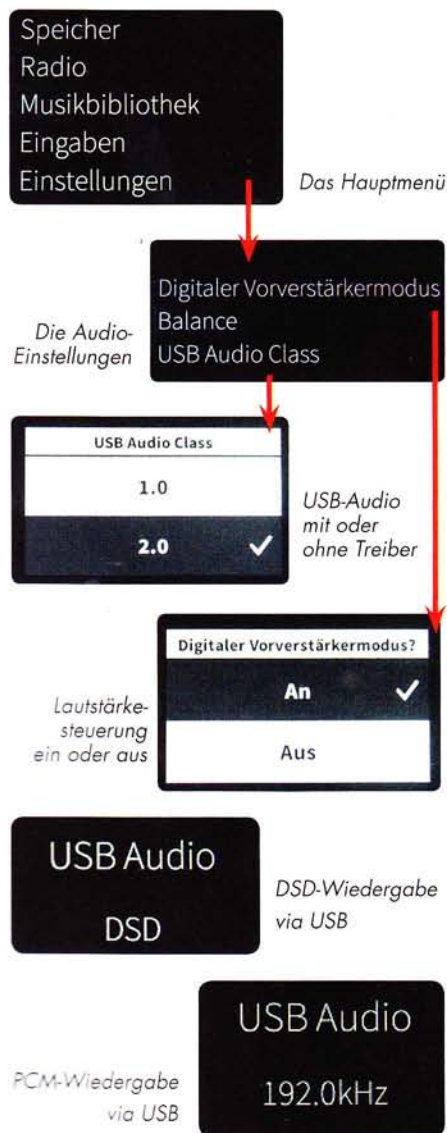 Speicher
Radio
Musikbibliothek
Eingaben
Einstellungen
Das Hauptmenü
Digitaler Vorverstärkermodus
Balance
USB Audio Class
Die Audio-
Einstellungen
USB Audio Class
1.0
2.0
USB-Audio
mit oder
ohne Treiber
Digitaler Vorverstärkermodus?
An
Aus
Lautstärke-
steuerung
ein oder aus
USB Audio
DSD
DSD-Wiedergabe
via USB
USB Audio
192.0kHz
PCM-Wiedergabe
via USB